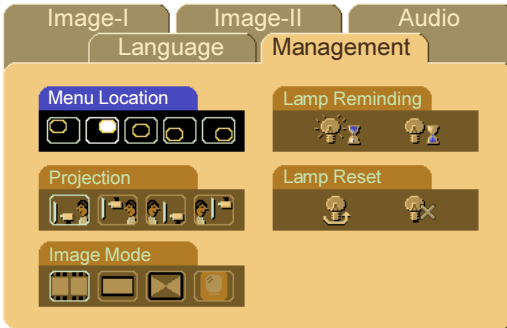 Image-I Image-II Audio
Language Management
Menu Location Lamp Reminding
Projection Lamp Reset
Image Mode